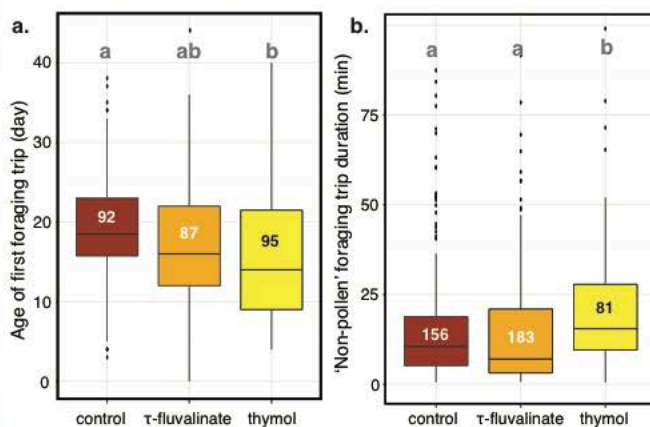 a.
Age of first foraging trip (day)
40
30
20
10
0
a
ab
b
92
87
95
control
τ-fluvalinate
thymol
b.
'Non-pollen' foraging trip duration (min)
75
50
25
0
a
a
b
156
183
81
control
τ-fluvalinate
thymol